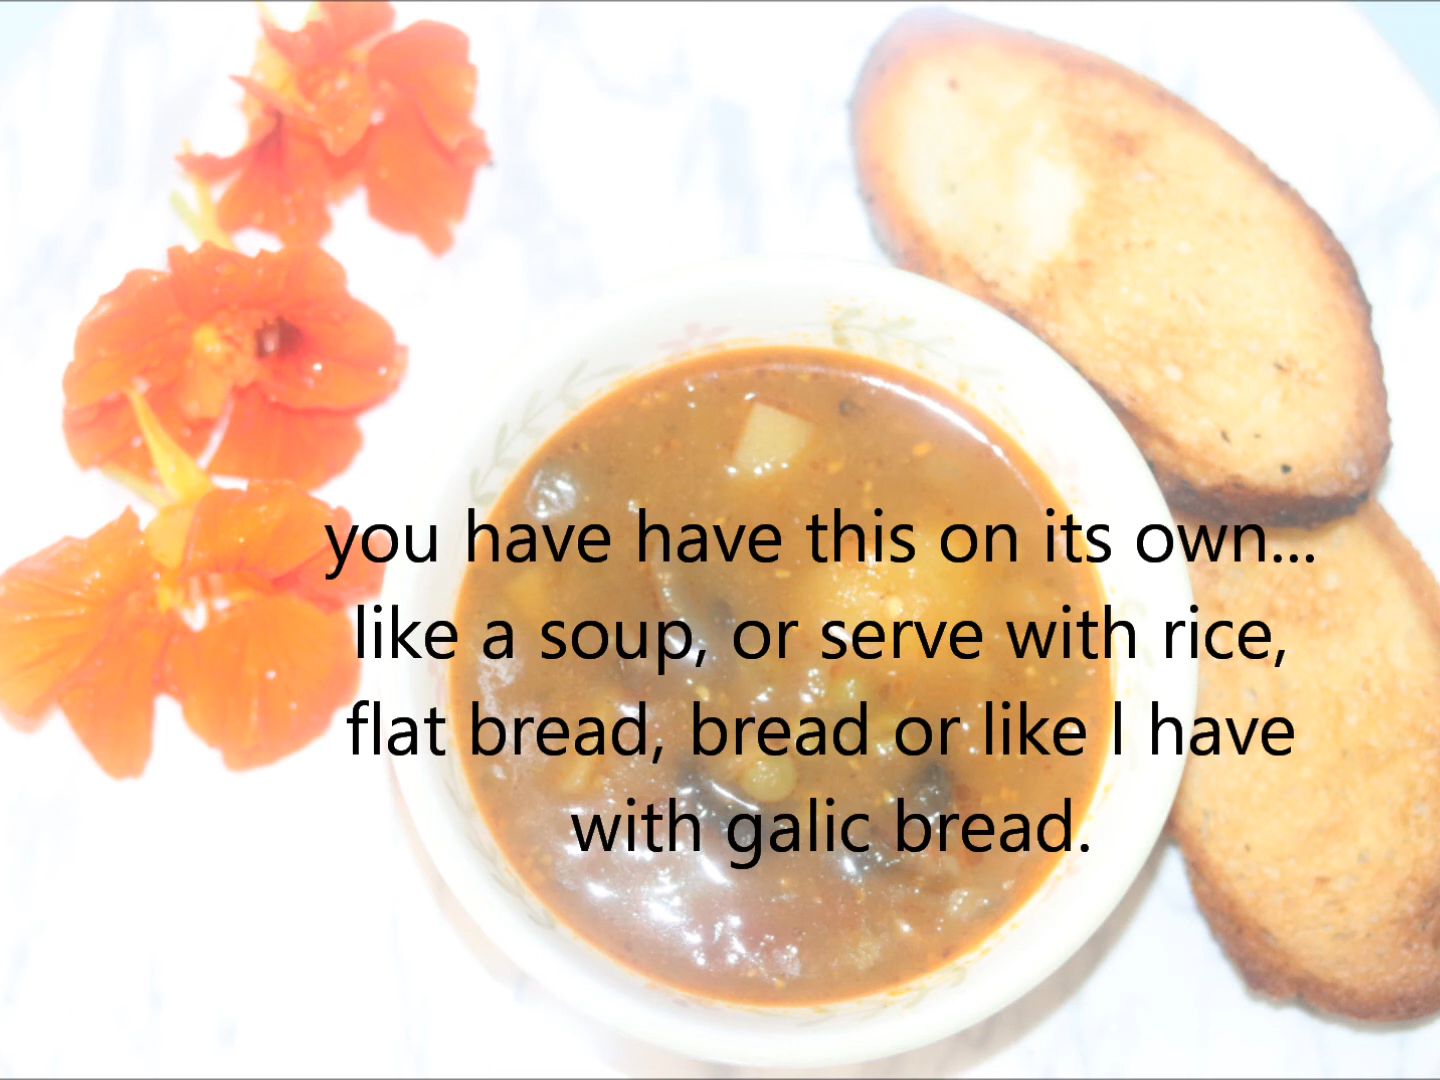 you have have this on its own...
like a soup, or serve with rice,
flat bread, bread or like l have
with galic bread.